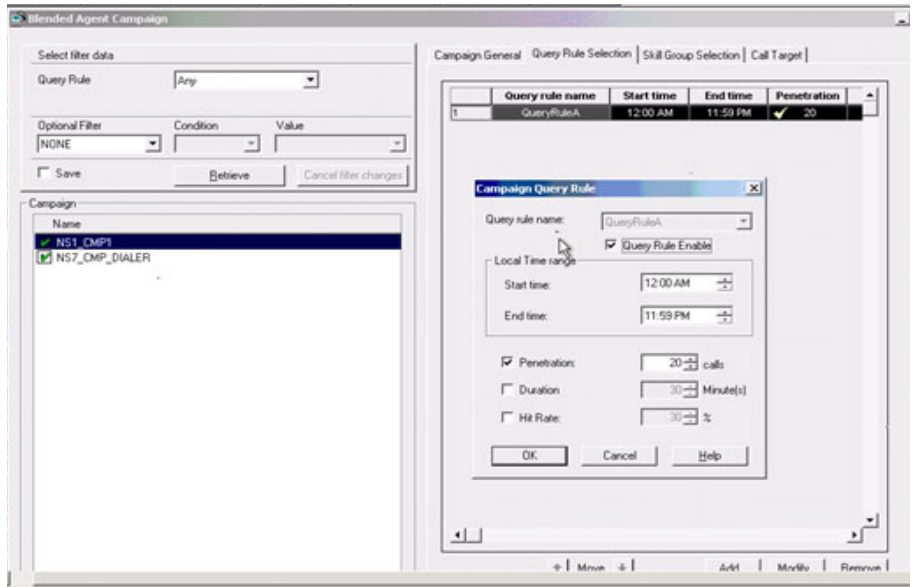 Blended Agent Campaign
Select filter data
Query Rule
Any
Optional Filter
Condition
Value
NONE
Save
Retrieve
Cancel filter changes
Campaign
Name
NS1_CMP1
NS7_CMP_DIALER
Campaign General
Query Rule Selection
Skill Group Selection
Call Target
Query rule name
Start time
End time
Penetration
1
QueryRuleA
12:00 AM
11:59 PM
20
Campaign Query Rule
Query rule name:
QueryRuleA
Query Rule Enable
Local Time range
Start time:
12:00 AM
End time:
11:59 PM
Penetration:
20
calls
Duration
30
Minute(s)
Hit Rate:
30
%
OK
Cancel
Help
Move
Add
Modify
Remove